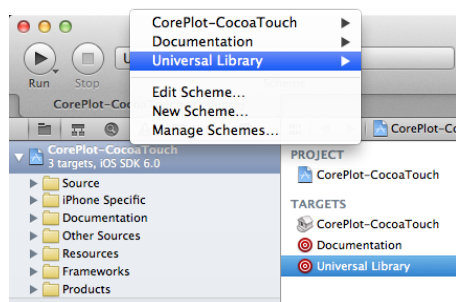 CorePlot-CocoaTouch
Documentation
Universal Library
Run
Stop
Edit Scheme...
New Scheme...
Manage Schemes...
CorePlot-Co
CorePlot-CocoaTouch
3 targets, iOS SDK 6.0
Source
iPhone Specific
Documentation
Other Sources
Resources
Frameworks
Products
PROJECT
CorePlot-CocoaTouch
TARGETS
CorePlot-CocoaTouch
Documentation
Universal Library